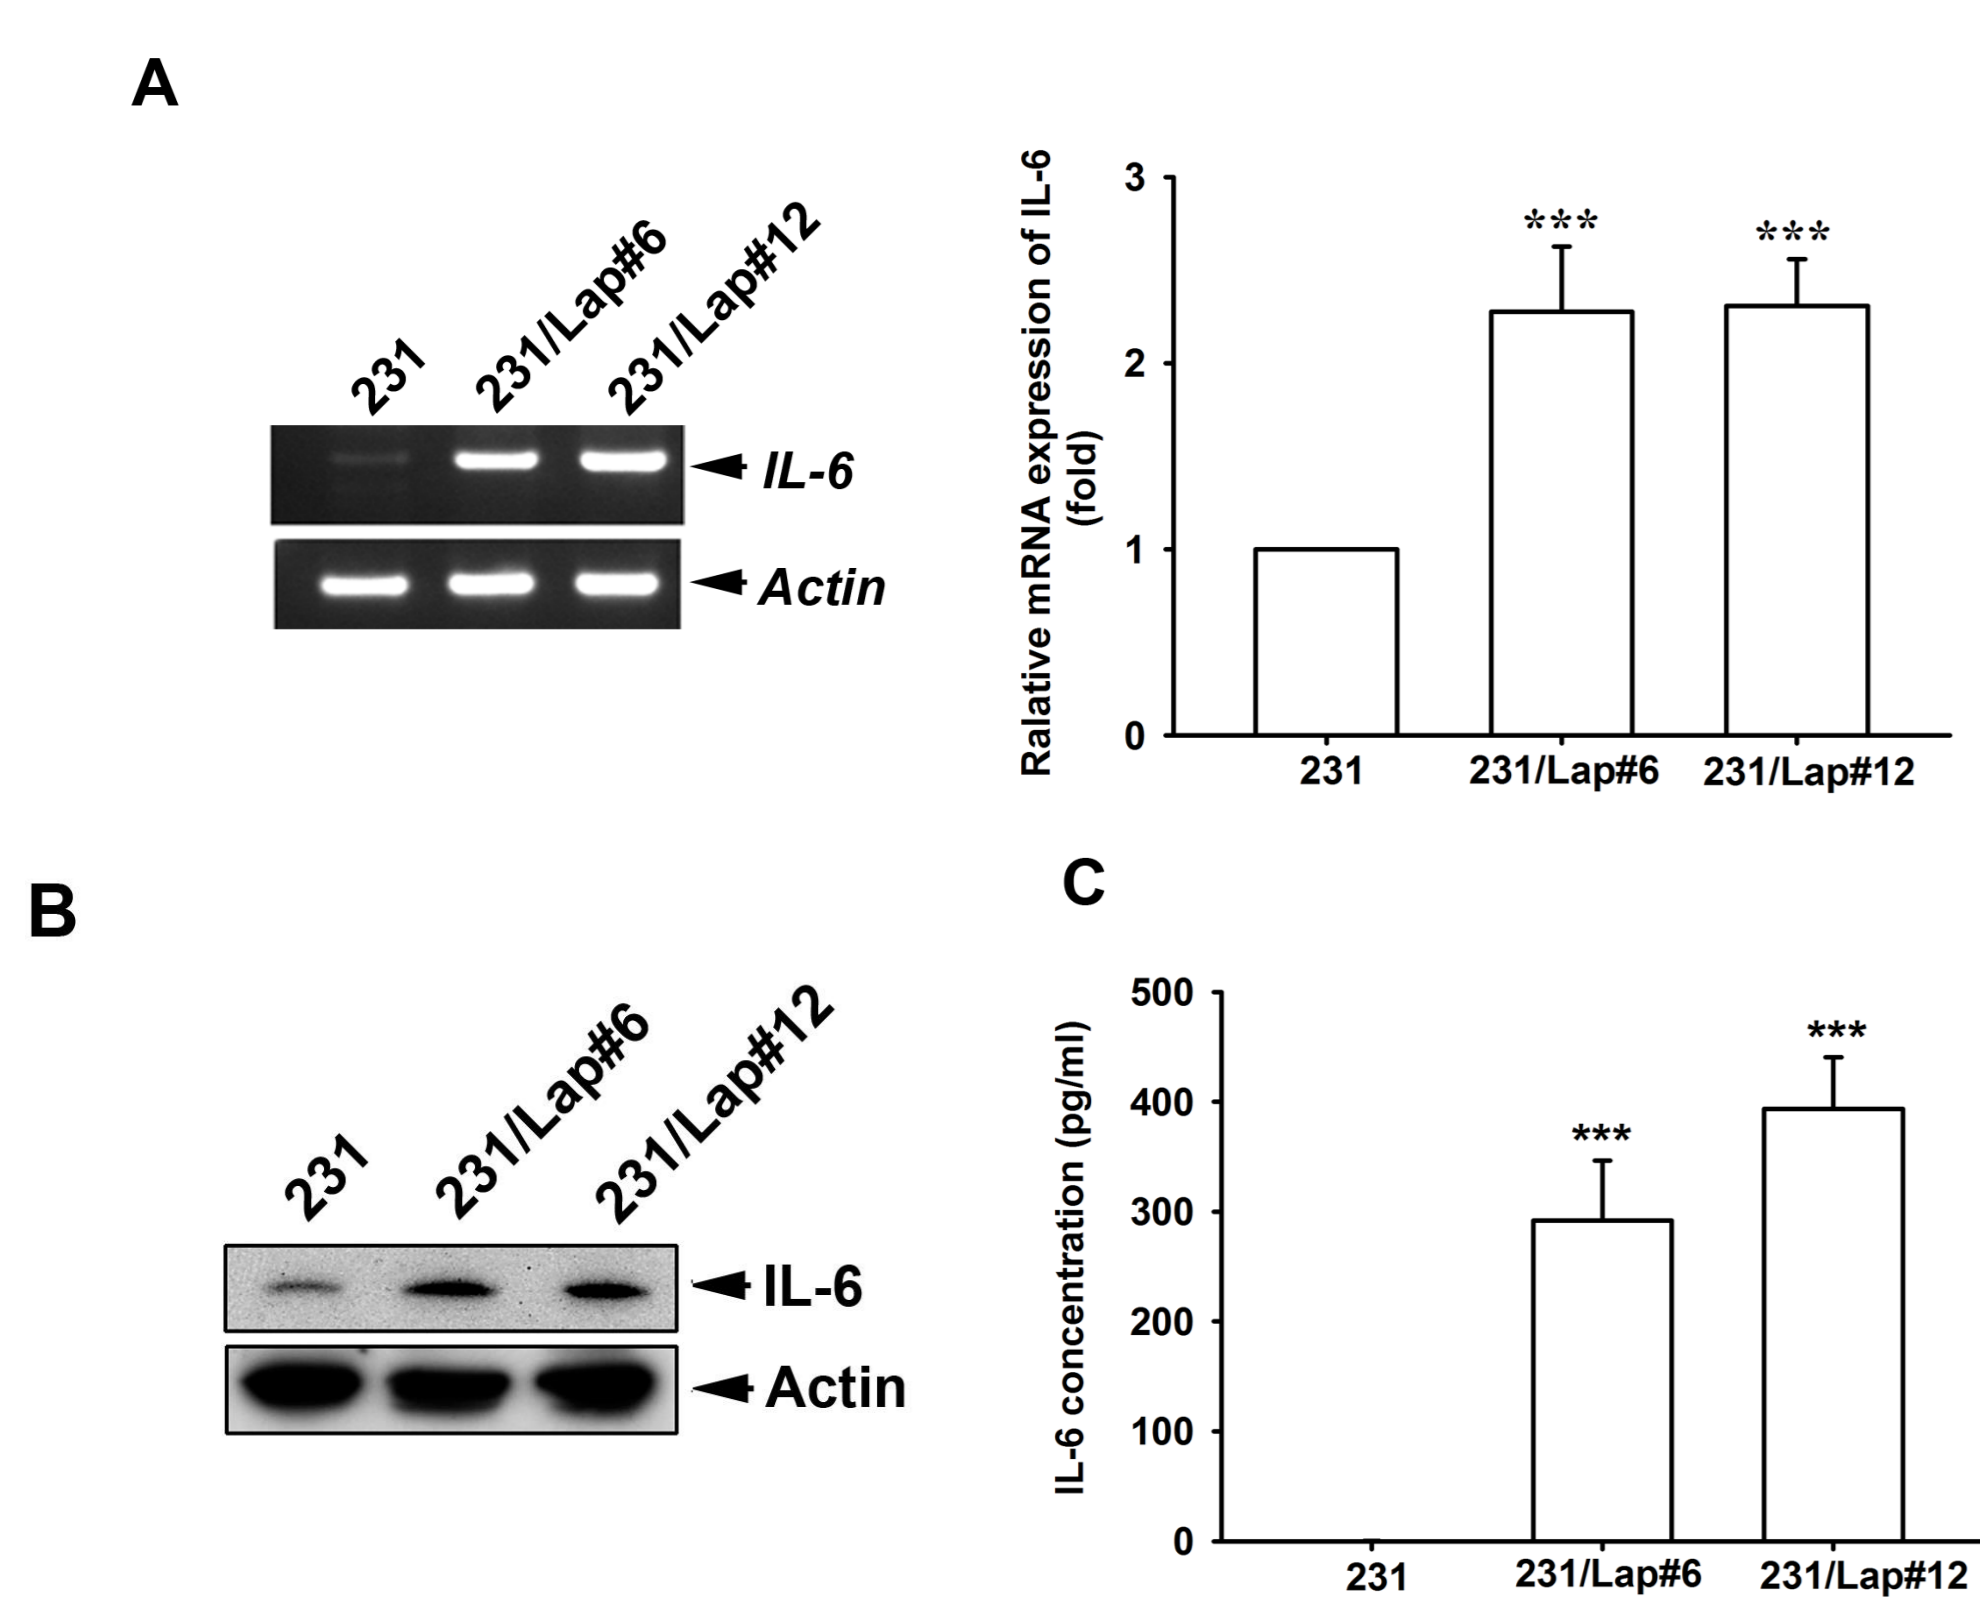 A
231
231/Lap#6
231/Lap#12
IL-6
Actin
Ralative mRNA expression of IL-6
(fold)
3
2
1
0
***
***
231
231/Lap#6
231/Lap#12
B
231
231/Lap#6
231/Lap#12
IL-6
Actin
C
IL-6 concentration (pg/ml)
500
400
300
200
100
0
***
***
231
231/Lap#6
231/Lap#12